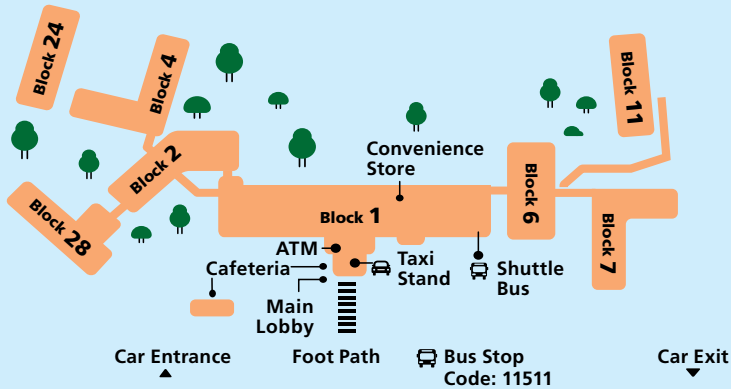 Block 24
Block 4
Block 11
Block 2
Convenience
Store
Block 28
Block 1
Block 6
Block 7
ATM
Cafeteria
Taxi
Stand
Shuttle
Bus
Main
Lobby
Car Entrance
Foot Path
Bus Stop
Code: 11511
Car Exit